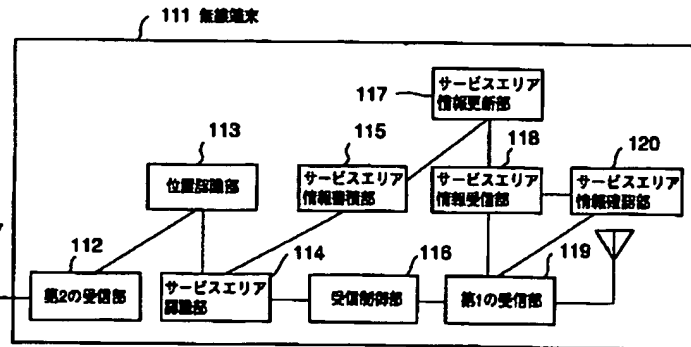 111 無線端末
117
サービスエリア
情報更新部
113
115
118
120
位置認識部
サービスエリア
情報蓄積部
サービスエリア
情報受信部
サービスエリア
情報確認部
112
114
116
119
第2の受信部
サービスエリア
認識部
受信制御部
第1の受信部